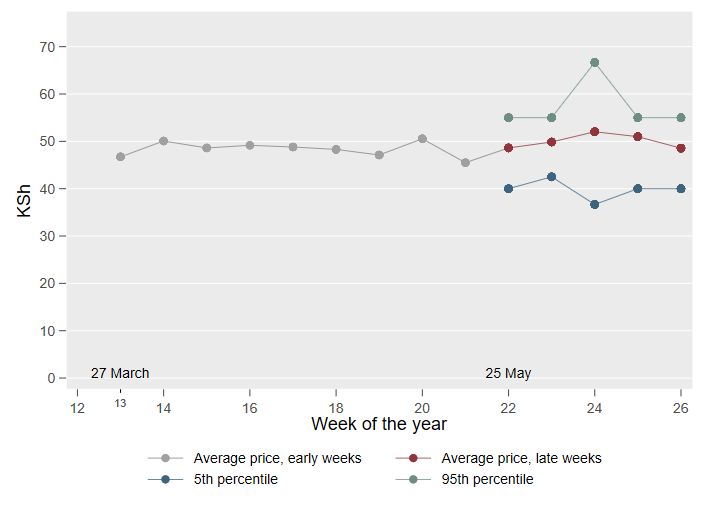 70
60
50
40
30
20
10
0
KSh
27 March
25 May
12 13 14 16 18 20 22 24 26
Week of the year
Average price, early weeks
Average price, late weeks
5th percentile
95th percentile